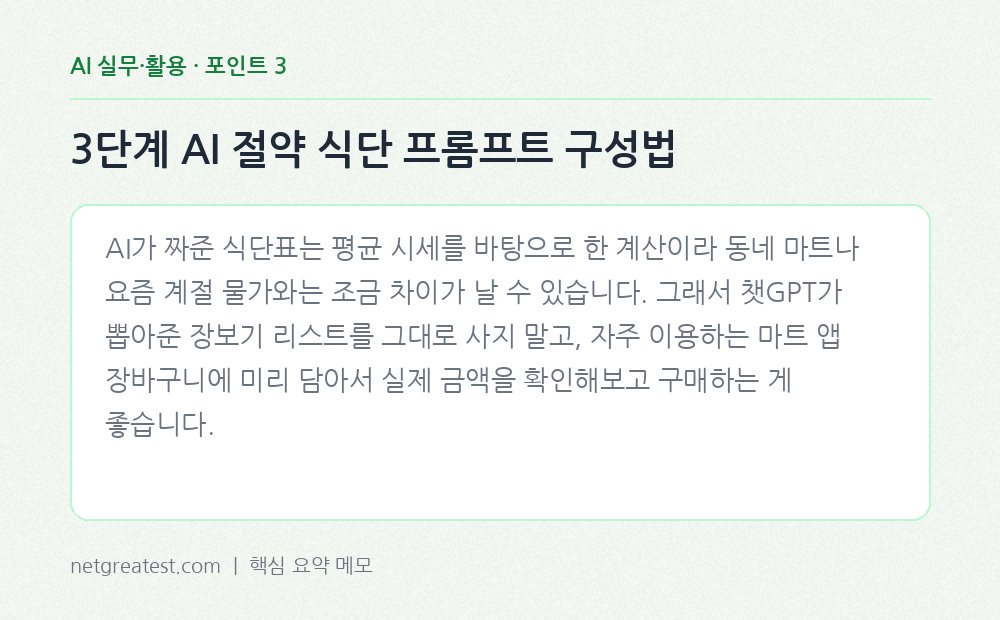 AI 실무·활용 · 포인트 3
3단계 AI 절약 식단 프롬프트 구성법
AI가 짜준 식단표는 평균 시세를 바탕으로 한 계산이라 동네 마트나
요즘 계절 물가와는 조금 차이가 날 수 있습니다. 그래서 챗GPT가
뽑아준 장보기 리스트를 그대로 사지 말고, 자주 이용하는 마트 앱
장바구니에 미리 담아서 실제 금액을 확인해보고 구매하는 게
좋습니다.
netgreatest.com | 핵심 요약 메모